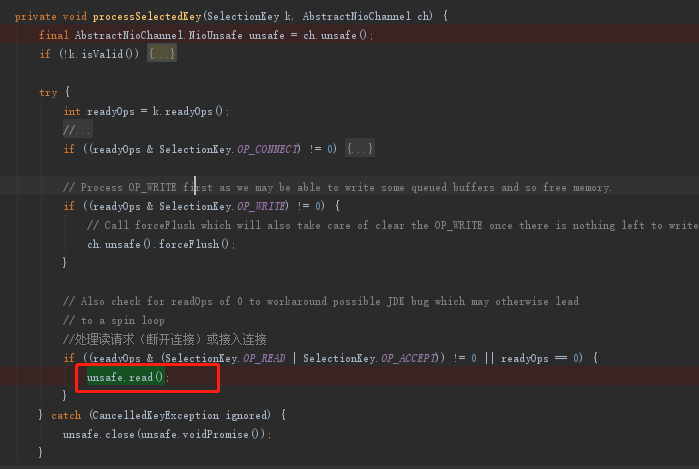 private void processSelectedKey(SelectionKey k, AbstractNioChannel ch) {
final AbstractNioChannel.NioUnsafe unsafe = ch.unsafe();
if (!k.isValid()) {...}
try {
int readyOps = k.readyOps();
//...
if ((readyOps & SelectionKey.OP_CONNECT) != 0) {...}
// Process OP_WRITE first as we may be able to write some queued buffers and so free memory.
if ((readyOps & SelectionKey.OP_WRITE) != 0) {
// Call forceFlush which will also take care of clear the OP_WRITE once there is nothing left to write
ch.unsafe().forceFlush();
}
// Also check for readOps of 0 to workaround possible JDK bug which may otherwise lead
// to a spin loop
//处理读请求（断开连接）或接入连接
if ((readyOps & (SelectionKey.OP_READ | SelectionKey.OP_ACCEPT)) != 0 || readyOps == 0) {
unsafe.read();
}
} catch (CancelledKeyException ignored) {
unsafe.close(unsafe.voidPromise());
}